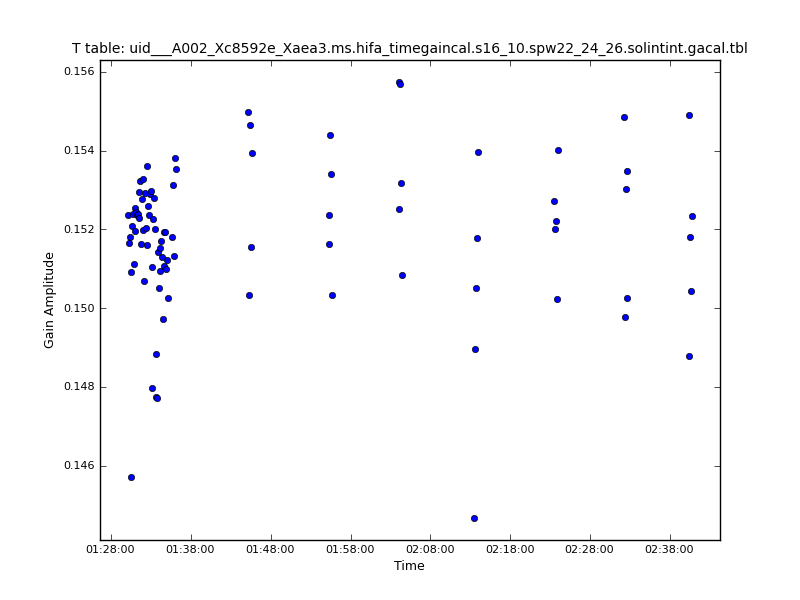 T table: uid___A002_Xc8592e_Xaea3.ms.hifa_timegaincal.s16_10.spw22_24_26.solintint.gacal.tbl
0.156
0.154
0.152
0.150
0.148
0.146
Gain Amplitude
01:28:00 01:38:00 01:48:00 01:58:00 02:08:00 02:18:00 02:28:00 02:38:00
Time